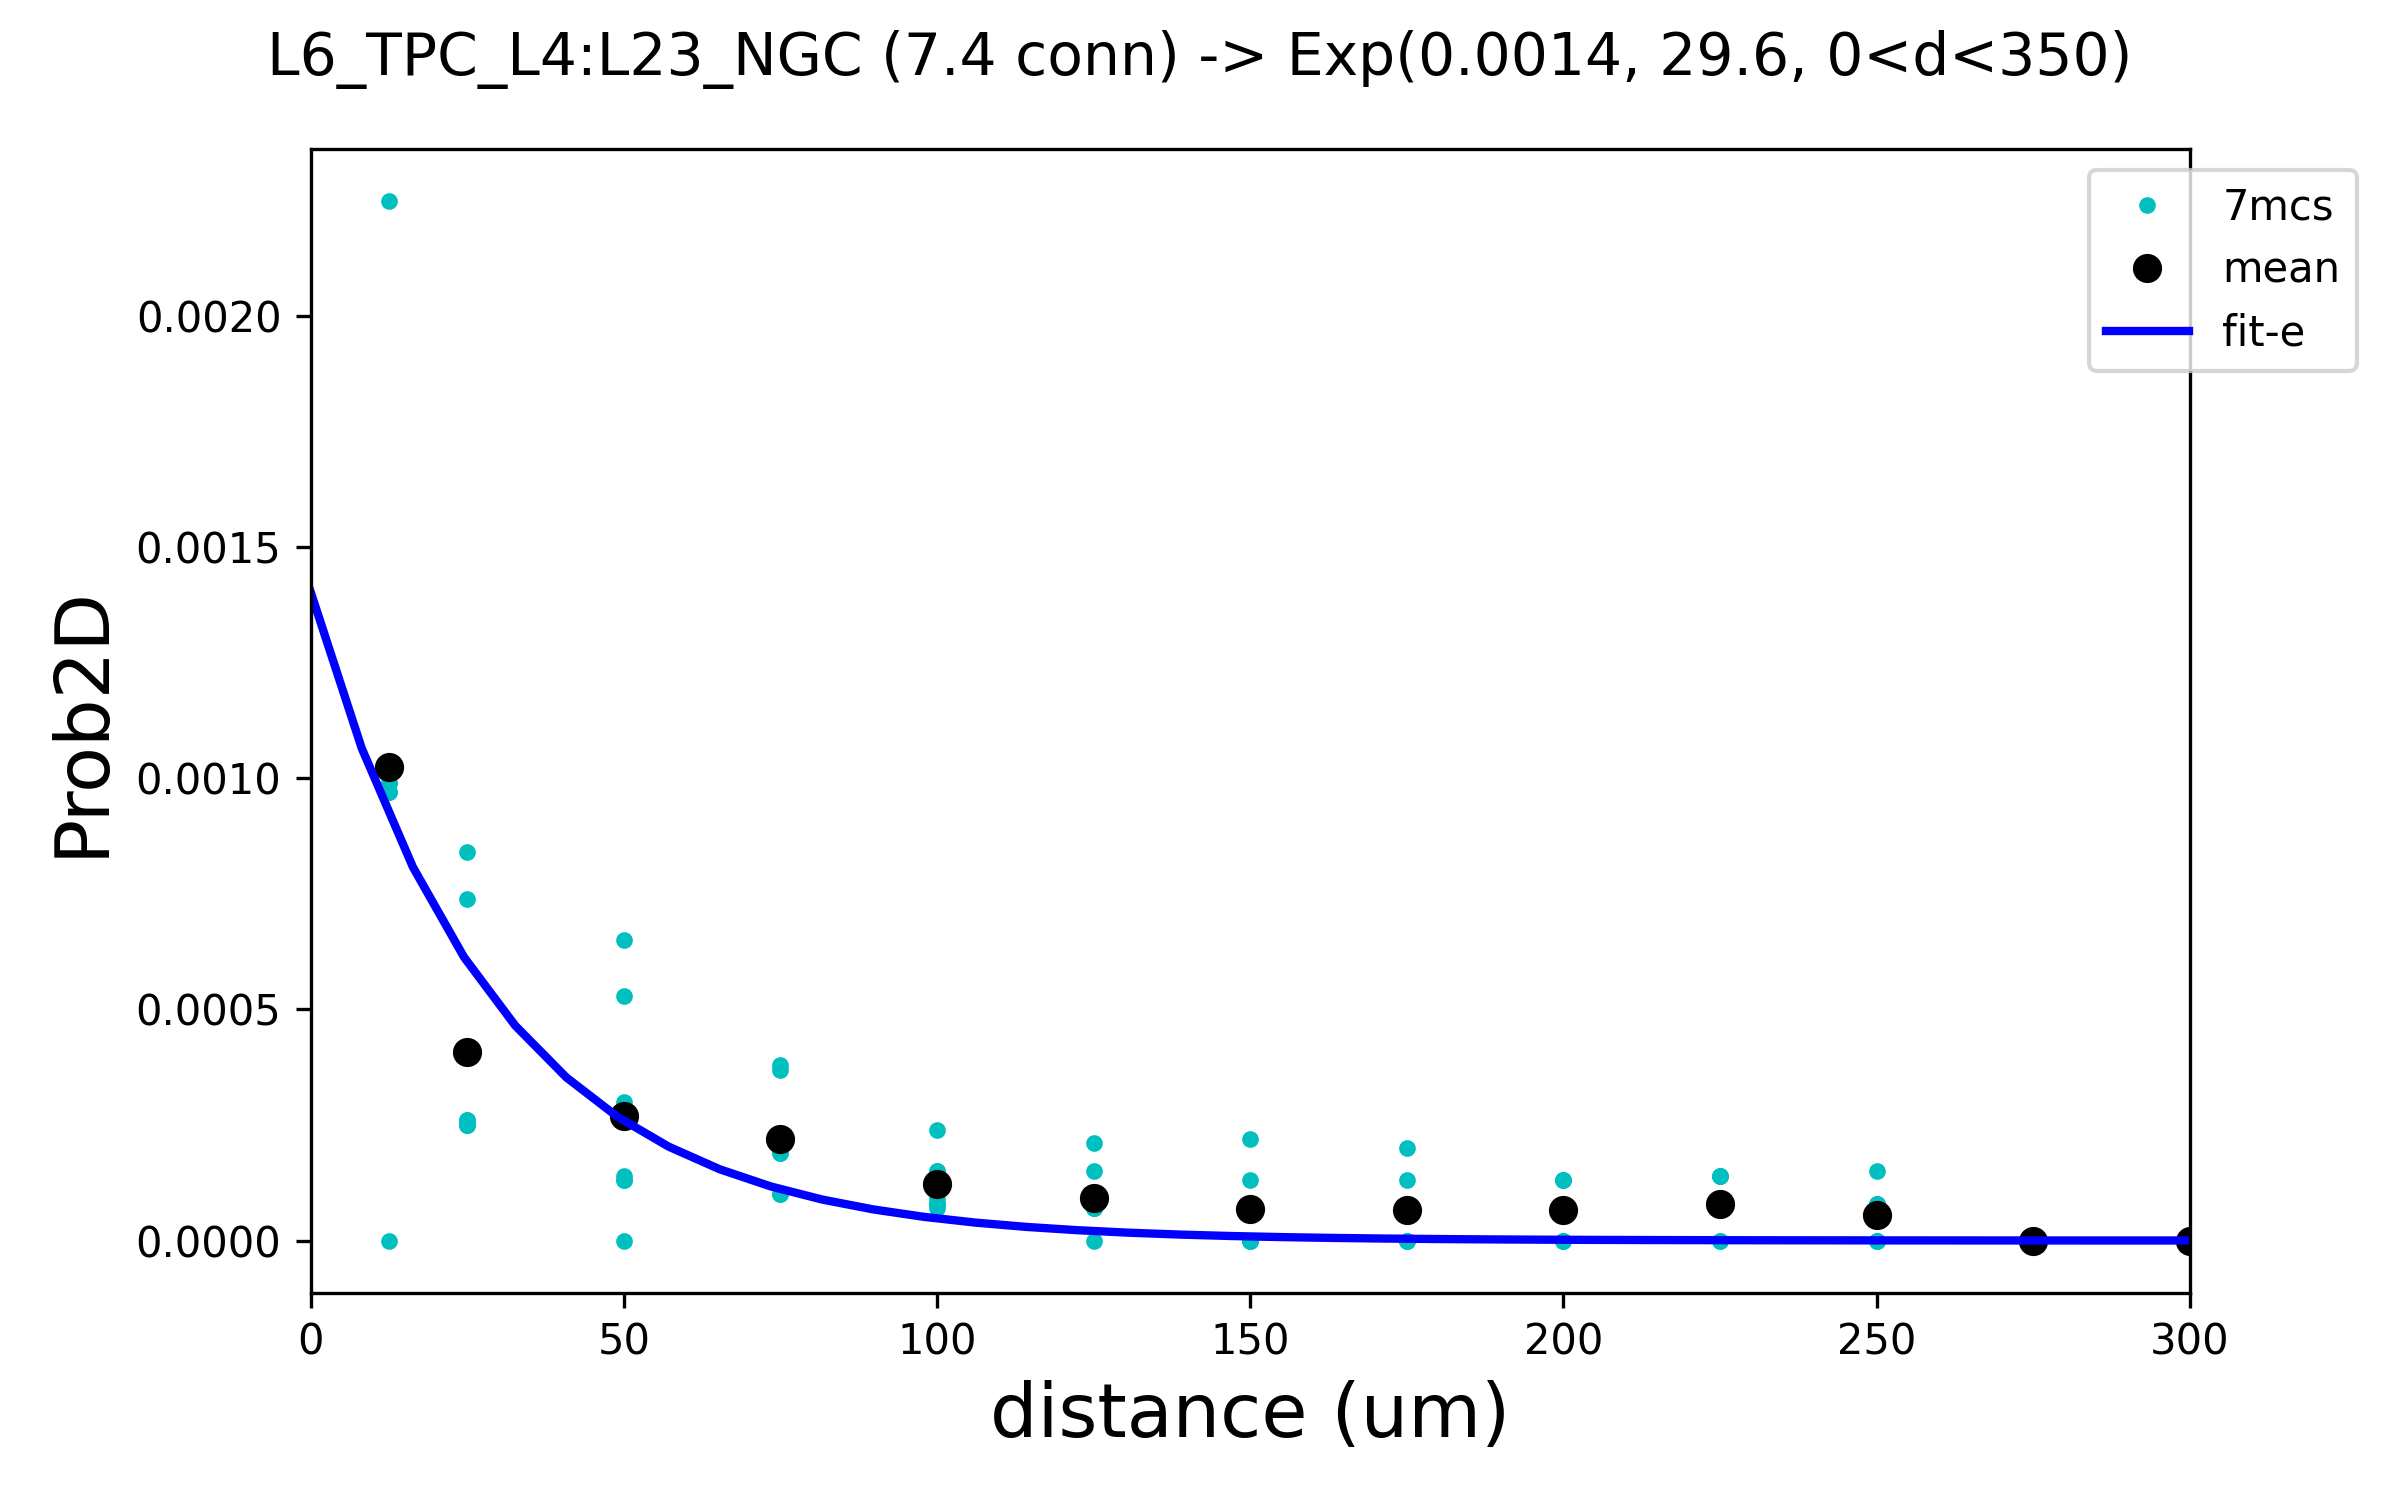 L6_TPC_L4:L23_NGC (7.4 conn) -> Exp(0.0014, 29.6, 0<d<350)
7mcs
mean
fit-e
Prob2D
0.0020
0.0015
0.0010
0.0005
0.0000
0 50 100 150 200 250 300
distance (um)